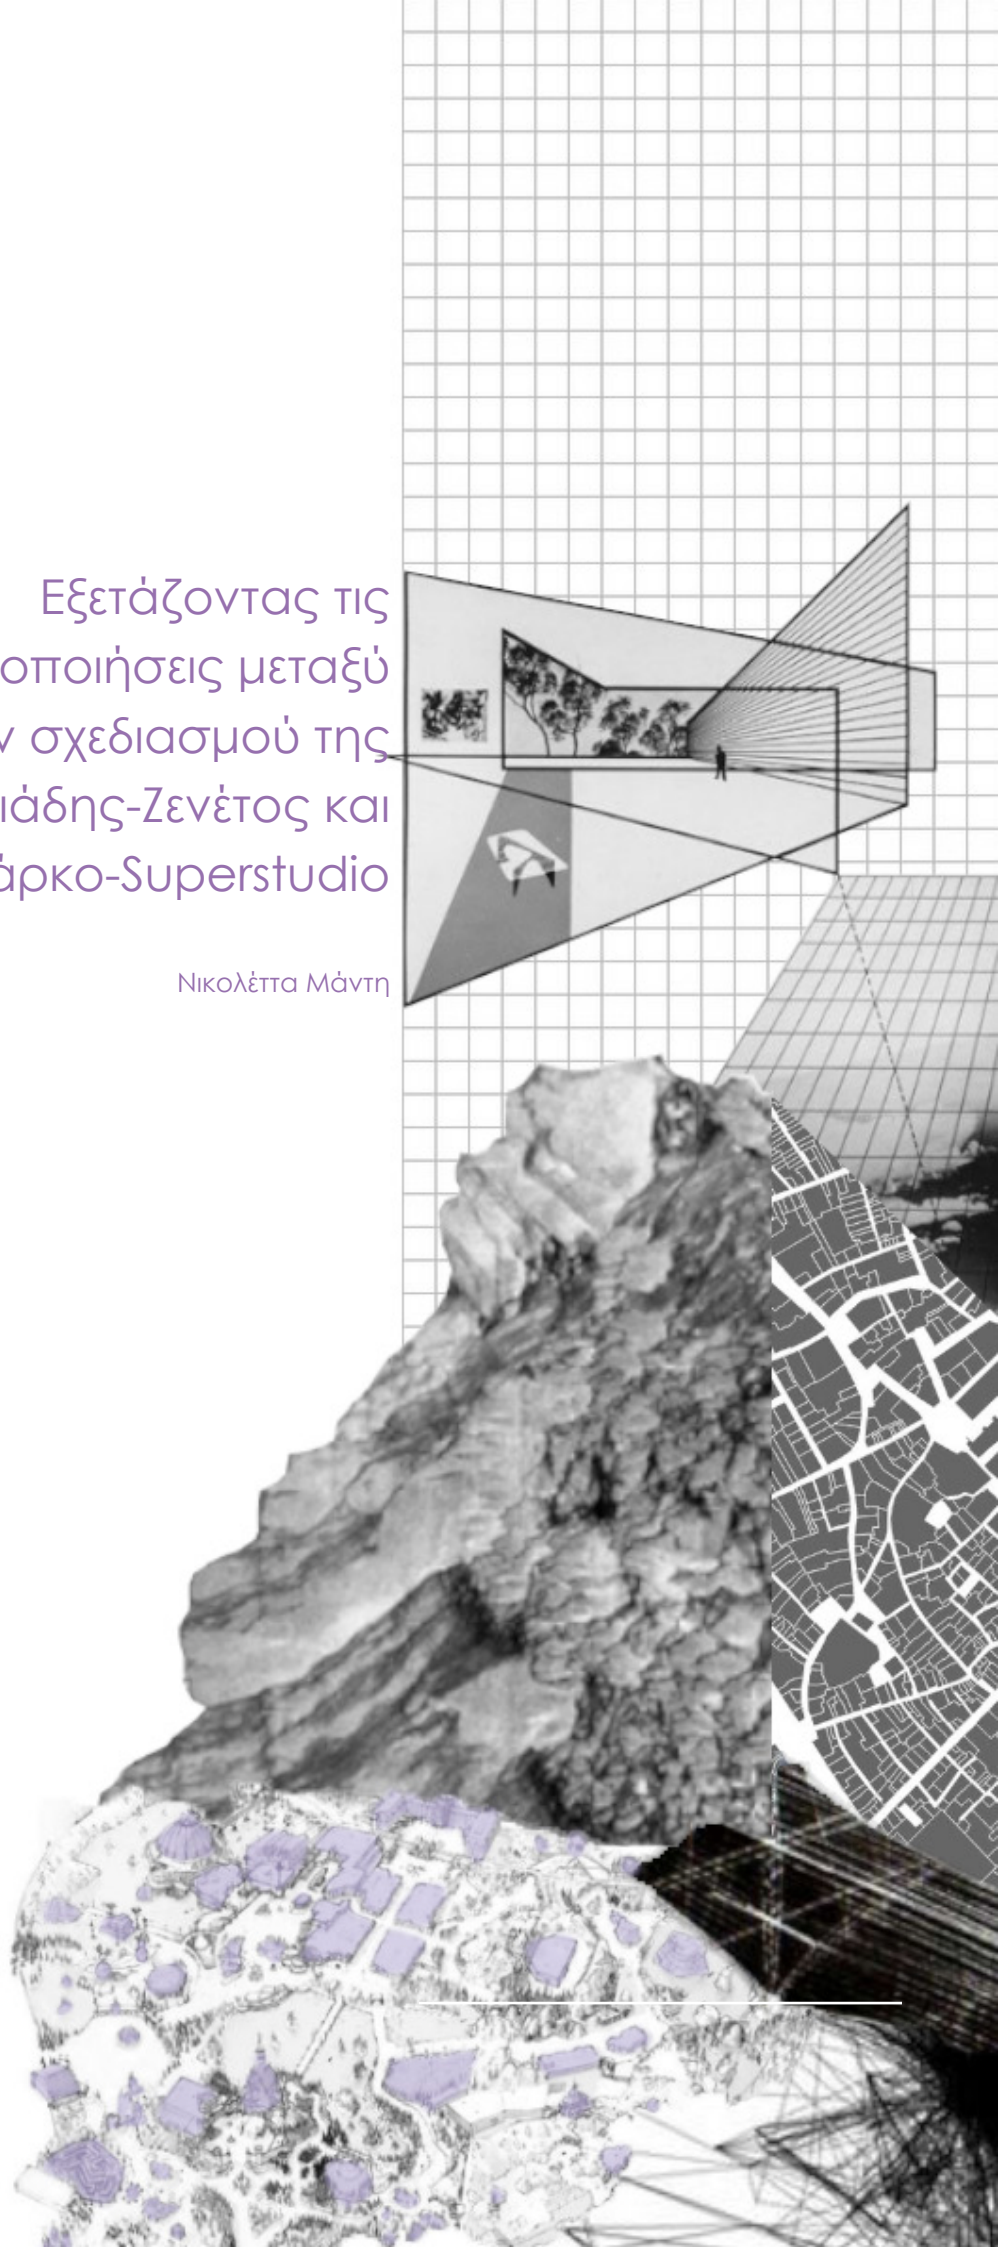 Εξετάζοντας τις
οποιήσεις μεταξύ
ν σχεδιασμού της
ιάδης-Ζενέτος και
άρκο-Superstudio
Νικολέττα Μάντη